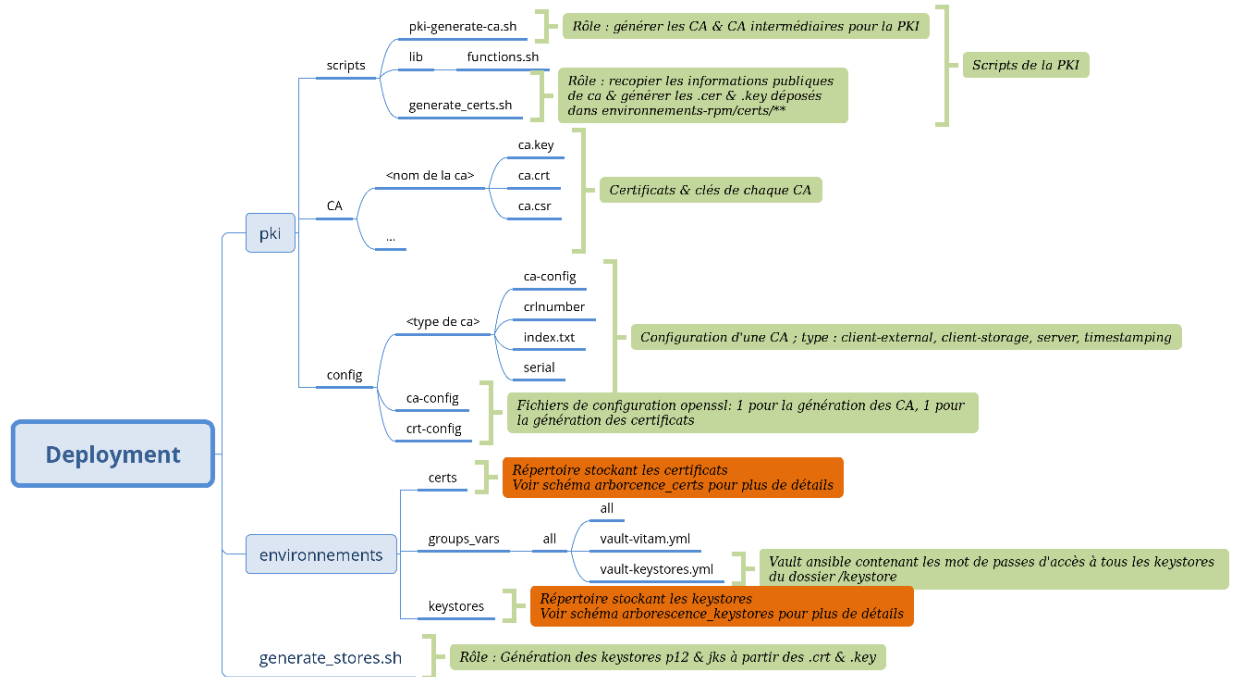 pki-generate-ca.sh
Rôle : générer les CA & CA intermédiaires pour la PKI
scripts
lib
functions.sh
Scripts de la PKI
generate_certs.sh
Rôle : recopier les informations publiques
de ca & générer les .cer & .key déposés
dans environnements-rpm/certs/**
ca.key
<nom de la ca>
ca.crt
Certificats & clés de chaque CA
CA
ca.csr
...
pki
ca-config
crlnumber
<type de ca>
index.txt
Configuration d'une CA ; type : client-external, client-storage, server, timestamping
serial
config
ca-config
crt-config
Fichiers de configuration openssl: 1 pour la génération des CA, 1 pour
la génération des certificats
Deployment
certs
Répertoire stockant les certificats
Voir schéma arborcence_certs pour plus de détails
all
environnements
groups_vars
all
vault-vitam.yml
vault-keystores.yml
Vault ansible contenant les mot de passes d'accès à tous les keystores
du dossier /keystore
keystores
Répertoire stockant les keystores
Voir schéma arborescence_keystores pour plus de détails
generate_stores.sh
Rôle : Génération des keystores p12 & jks à partir des .crt & .key